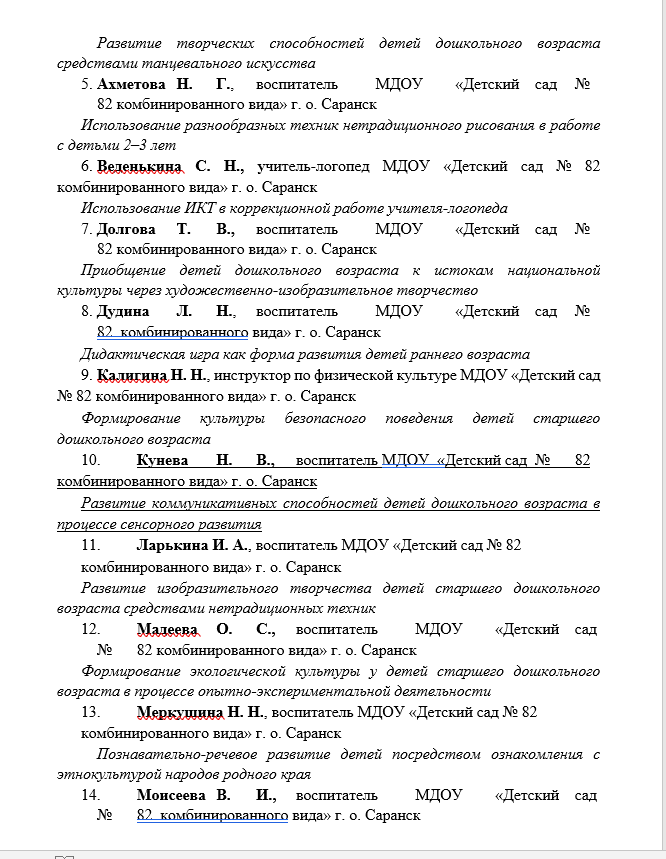 Развитие творческих способностей детей дошкольного возраста
средствами танцевального искусства
5. Ахметова Н. Г., воспитатель МДОУ «Детский сад №
82 комбинированного вида» г. о. Саранск
Использование разнообразных техник нетрадиционного рисования в работе
с детьми 2–3 лет
6. Веденькина С. Н., учитель-логопед МДОУ «Детский сад № 82
комбинированного вида» г. о. Саранск
Использование ИКТ в коррекционной работе учителя-логопеда
7. Долгова Т. В., воспитатель МДОУ «Детский сад №
82 комбинированного вида» г. о. Саранск
Приобщение детей дошкольного возраста к истокам национальной
культуры через художественно-изобразительное творчество
8. Дудина Л. Н., воспитатель МДОУ «Детский сад №
82 комбинированного вида» г. о. Саранск
Дидактическая игра как форма развития детей раннего возраста
9. Калигина Н. Н., инструктор по физической культуре МДОУ «Детский сад
№ 82 комбинированного вида» г. о. Саранск
Формирование культуры безопасного поведения детей старшего
дошкольного возраста
10. Кунева Н. В., воспитатель МДОУ «Детский сад № 82
комбинированного вида» г. о. Саранск
Развитие коммуникативных способностей детей дошкольного возраста в
процессе сенсорного развития
11. Ларькина И. А., воспитатель МДОУ «Детский сад № 82
комбинированного вида» г. о. Саранск
Развитие изобразительного творчества детей старшего дошкольного
возраста средствами нетрадиционных техник
12. Мадеева О. С., воспитатель МДОУ «Детский сад
№ 82 комбинированного вида» г. о. Саранск
Формирование экологической культуры у детей старшего дошкольного
возраста в процессе опытно-экспериментальной деятельности
13. Меркушина Н. Н., воспитатель МДОУ «Детский сад № 82
комбинированного вида» г. о. Саранск
Познавательно-речевое развитие детей посредством ознакомления с
этнокультурой народов родного края
14. Моисеева В. И., воспитатель МДОУ «Детский сад
№ 82 комбинированного вида» г. о. Саранск